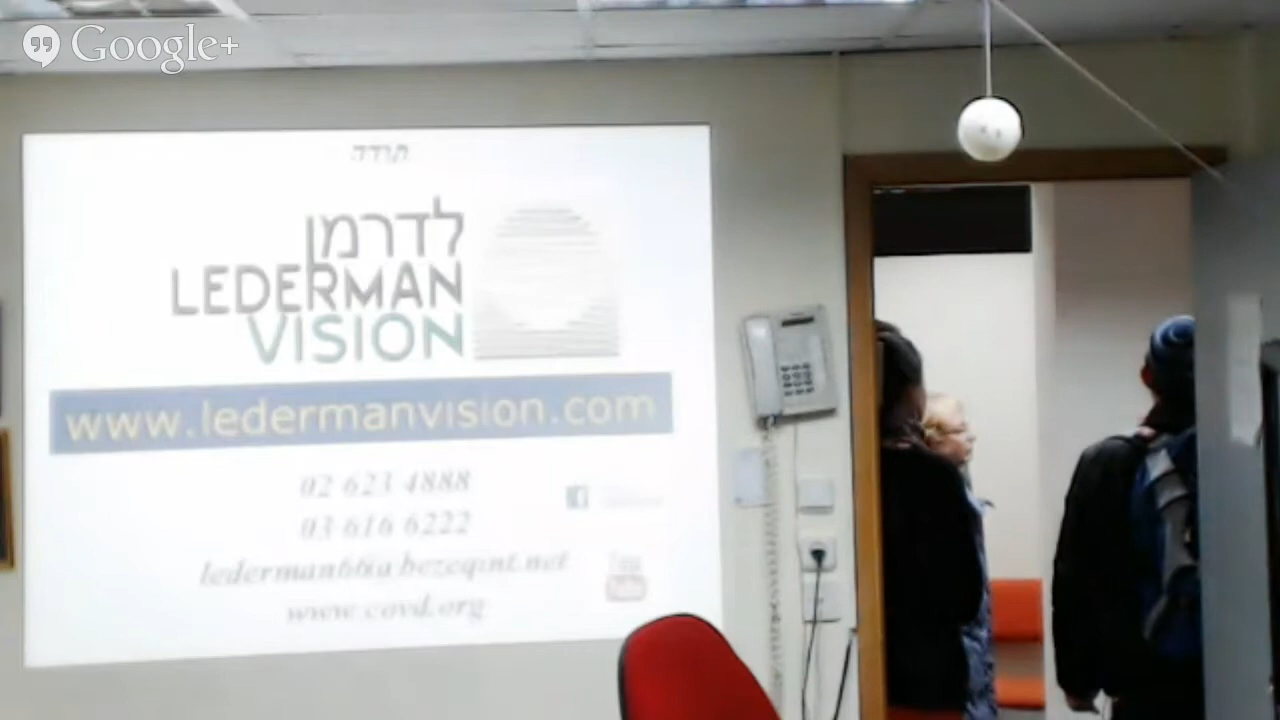 Google+
תודה
לדרמן
LEDERMAN
VISION
www.ledermanvision.com
02 623 4888
03 616 6222
www.covd.org